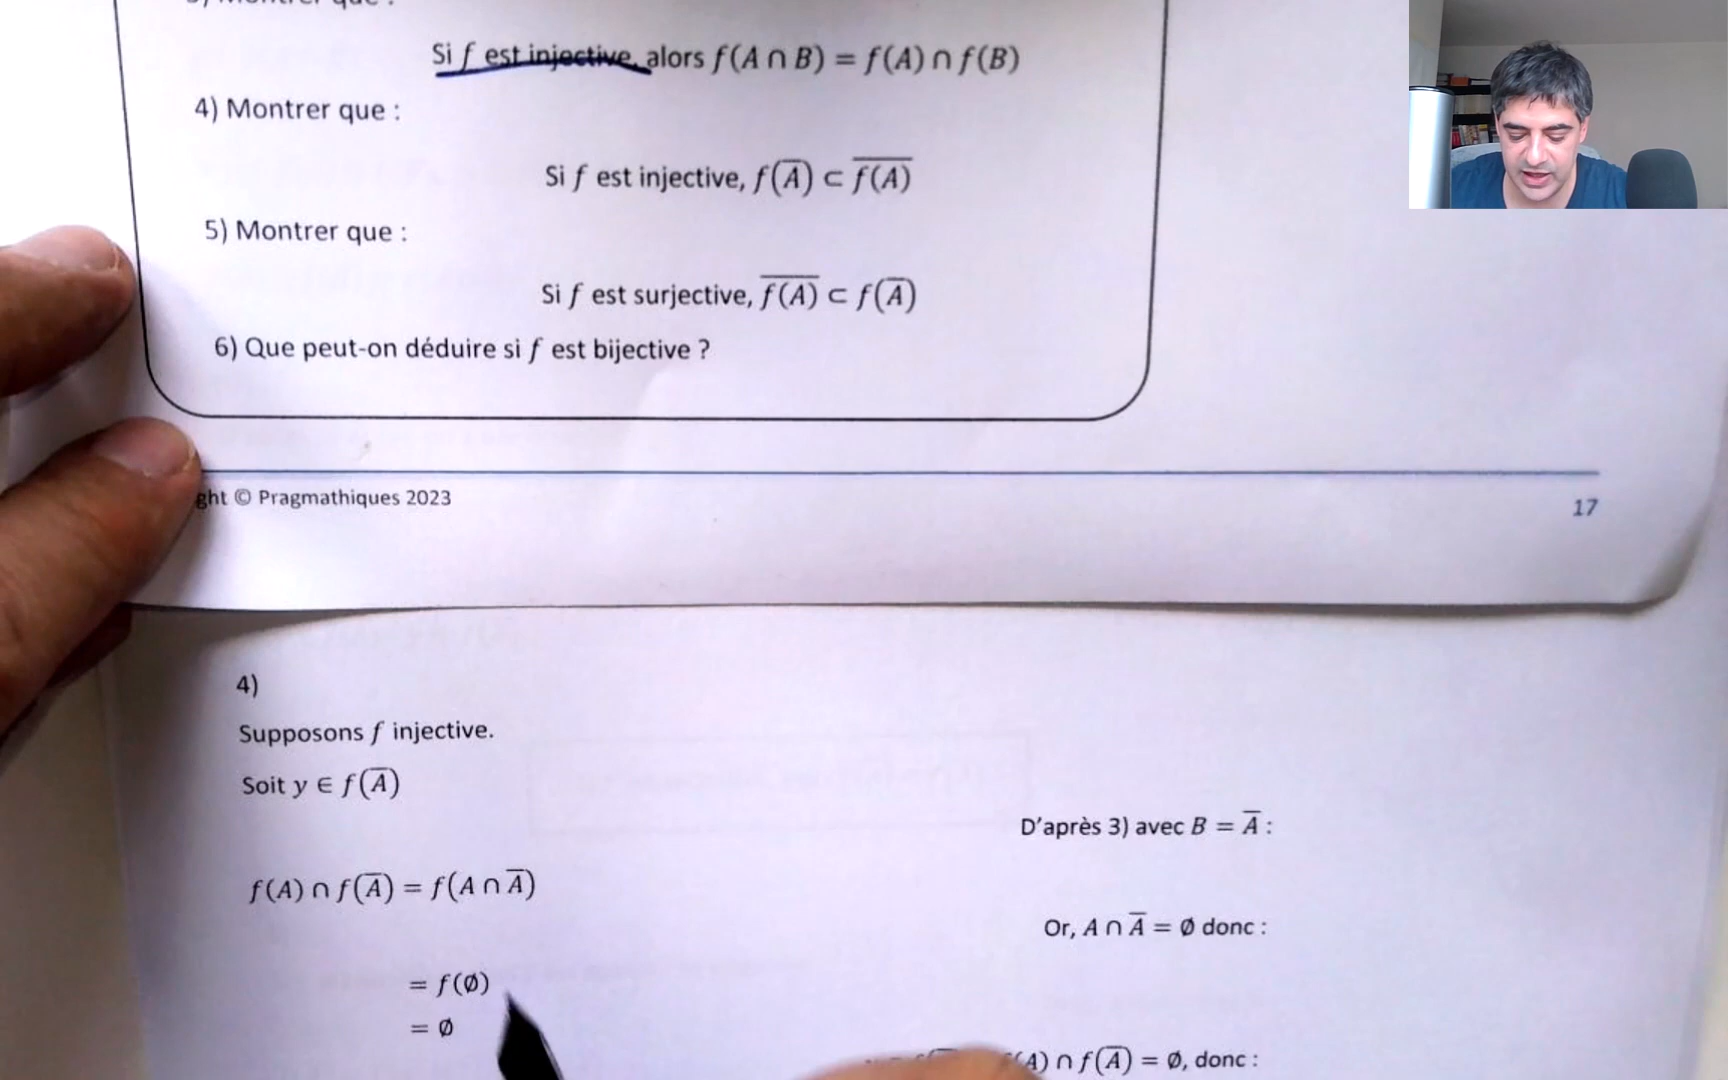 Si f est injective, alors f(A ∩ B) = f(A) ∩ f(B)
4) Montrer que :
Si f est injective, f(A̅) ⊂ \overline{f(A)}
5) Montrer que :
Si f est surjective, \overline{f(A)} ⊂ f(A̅)
6) Que peut-on déduire si f est bijective ?
ght © Pragmathiques 2023
17
4)
Supposons f injective.
Soit y ∈ f(A̅)
D'après 3) avec B = A̅ :
f(A) ∩ f(A̅) = f(A ∩ A̅)
Or, A ∩ A̅ = ∅ donc :
= f(∅)
= ∅
(A) ∩ f(A̅) = ∅, donc :